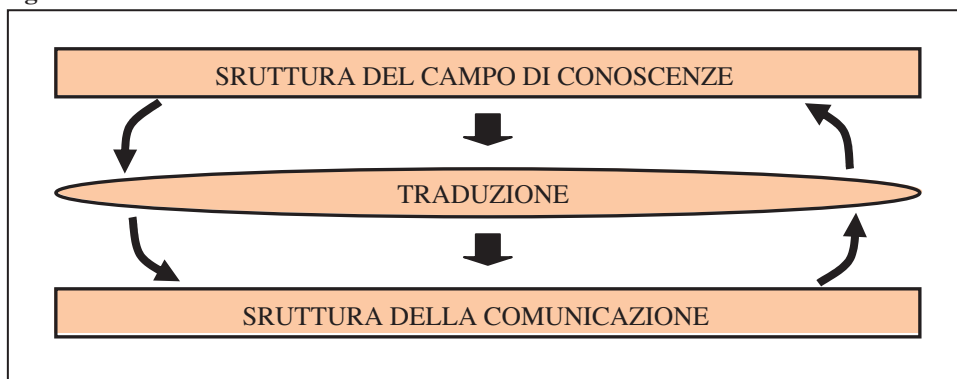 SRUTTURA DEL CAMPO DI CONOSCENZE
TRADUZIONE
SRUTTURA DELLA COMUNICAZIONE